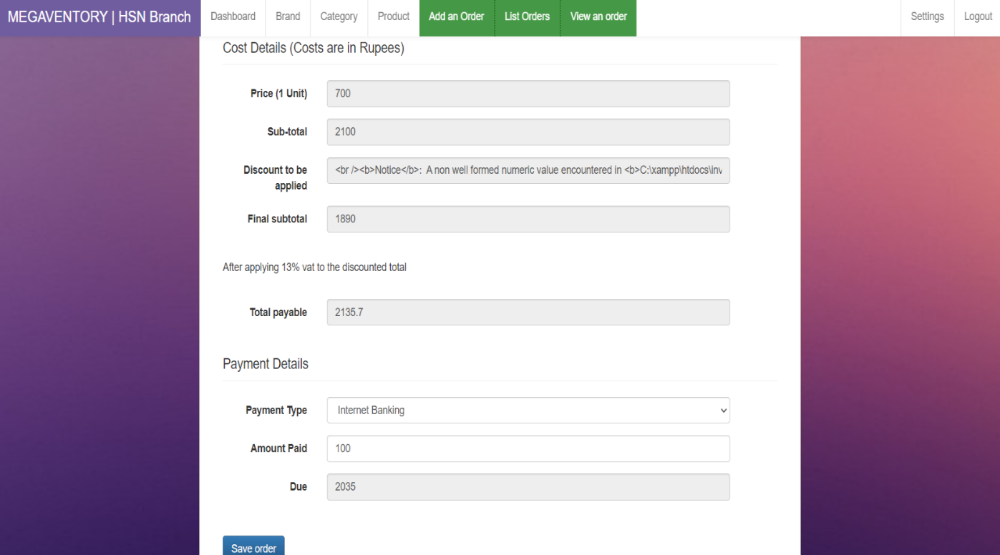 MEGAVENTORY | HSN Branch Dashboard Brand Category Product Add an Order List Orders View an order Settings Logout
Cost Details (Costs are in Rupees)
Price (1 Unit) 700
Sub-total 2100
Discount to be applied <br /><b>Notice</b>:  A non well formed numeric value encountered in <b>C:\xampp\htdocs\inv
Final subtotal 1890
After applying 13% vat to the discounted total
Total payable 2135.7
Payment Details
Payment Type Internet Banking
Amount Paid 100
Due 2035
Save order